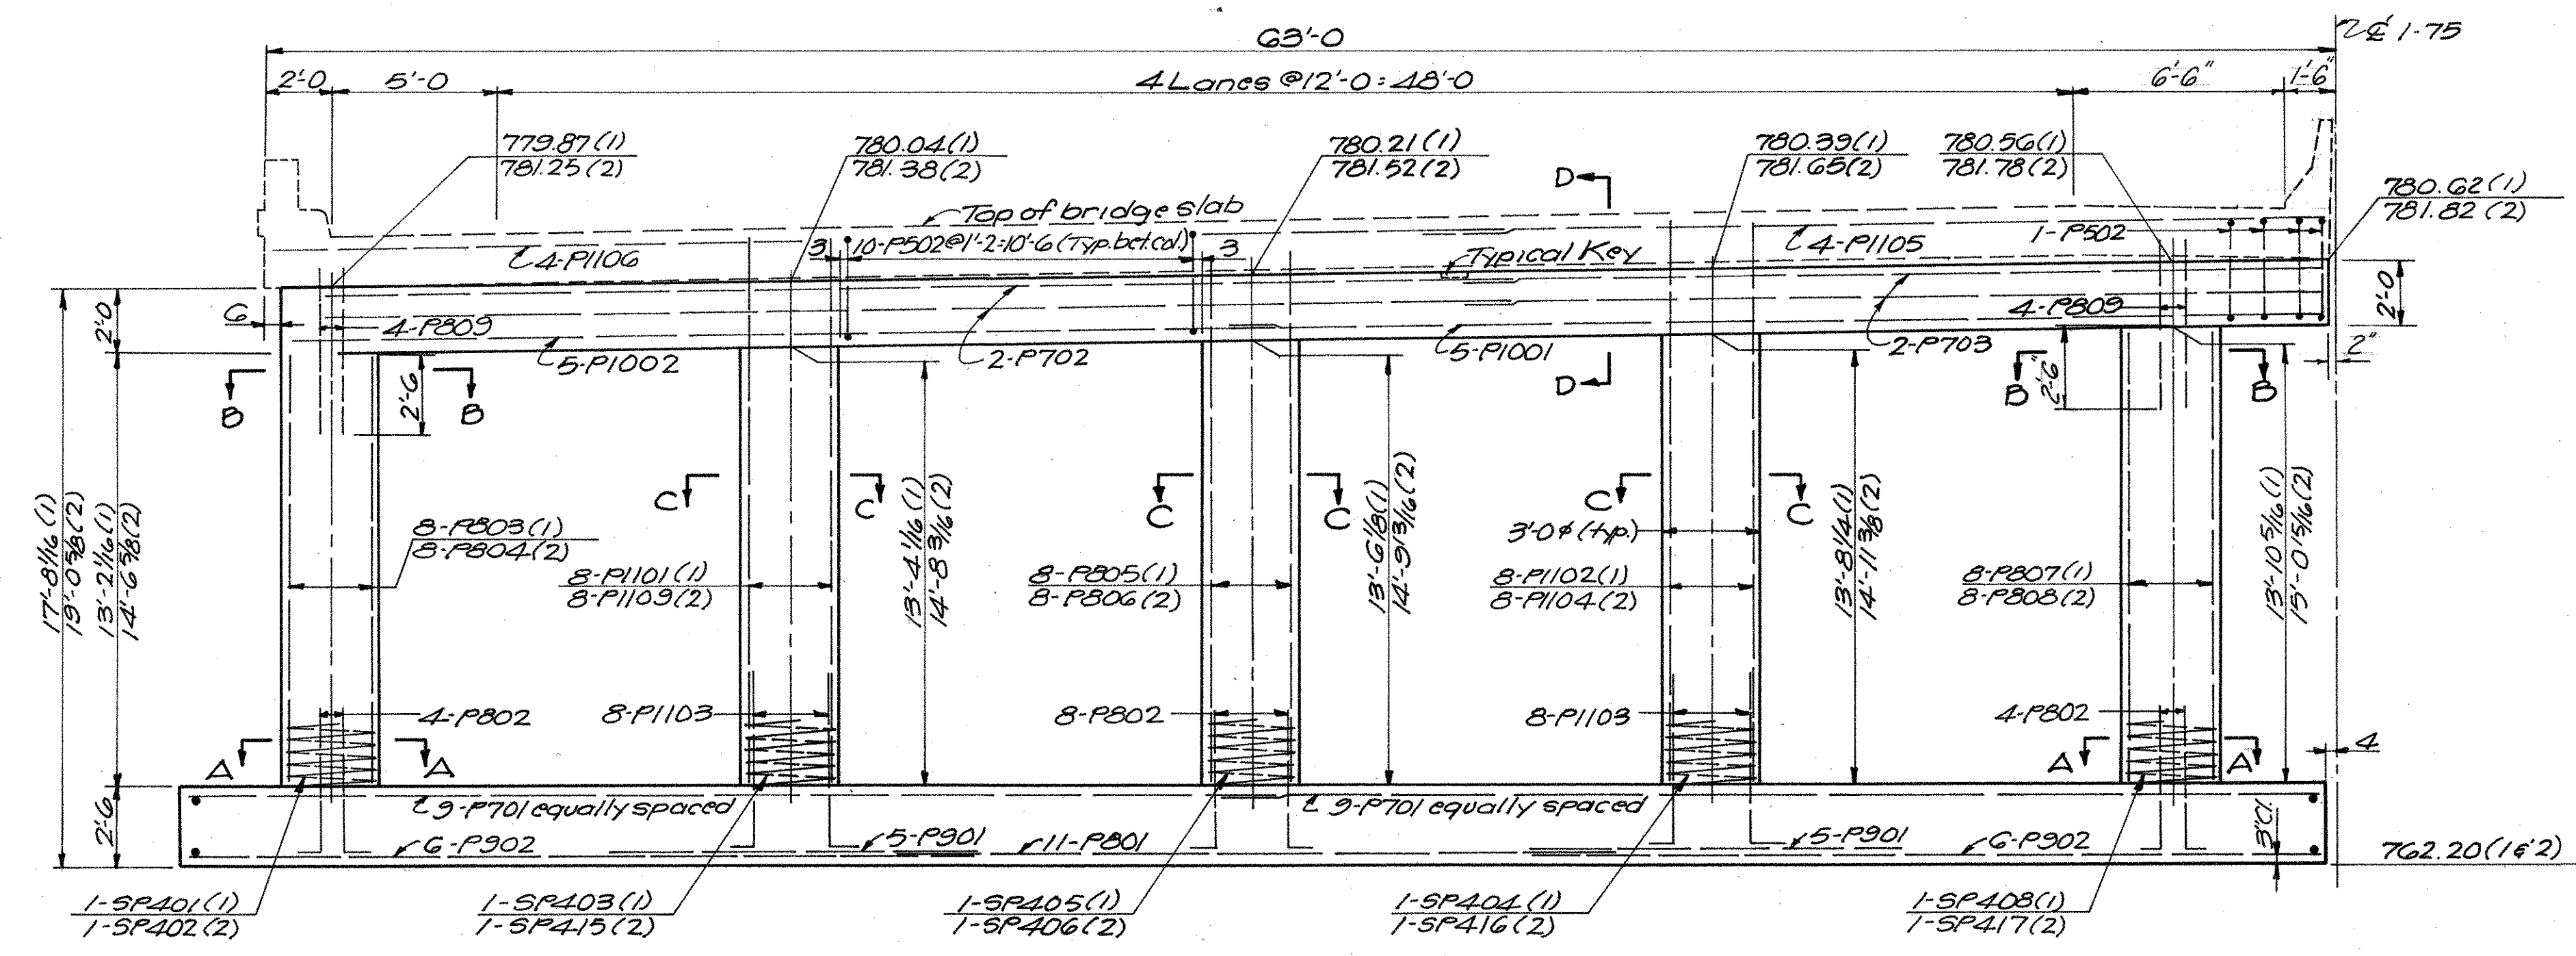 63'-0
℄ I-75
2'-0
5'-0
4 Lanes @ 12'-0 = 48'-0
6'-6"
1'-6"
779.87 (1)
781.25 (2)
780.04 (1)
781.38 (2)
780.21 (1)
781.52 (2)
780.39 (1)
781.65 (2)
780.56 (1)
781.78 (2)
780.62 (1)
781.82 (2)
D
Top of bridge slab
3
10-P502 @ 1'-2 = 10'-6 (Typ. bet. col.)
3
4-P1106
Typical Key
4-P1105
1-P502
6
2'-0
4-P809
5-P1002
2-P702
5-P1001
2-P703
4-P809
2'-0
2"
D
B
B
2'-6
B
2'-6"
B
C
C
C
C
C
C
3'-0 ϕ (typ.)
17'-8 1/16 (1)
19'-0 5/8 (2)
13'-2 1/16 (1)
14'-6 5/8 (2)
13'-4 1/16 (1)
14'-8 3/16 (2)
13'-6 1/8 (1)
14'-9 13/16 (2)
13'-8 1/4 (1)
14'-11 3/8 (2)
13'-10 5/16 (1)
15'-0 15/16 (2)
8-P803 (1)
8-P804 (2)
8-P1101 (1)
8-P1109 (2)
8-P805 (1)
8-P806 (2)
8-P1102 (1)
8-P1104 (2)
8-P807 (1)
8-P808 (2)
4-P802
8-P1103
8-P802
8-P1103
4-P802
A
A
A
A
4
2'-6
9-P701 equally spaced
9-P701 equally spaced
6-P902
5-P901
11-P801
5-P901
6-P902
762.20 (1 & 2)
1-SP401 (1)
1-SP402 (2)
1-SP403 (1)
1-SP415 (2)
1-SP405 (1)
1-SP406 (2)
1-SP404 (1)
1-SP416 (2)
1-SP408 (1)
1-SP417 (2)